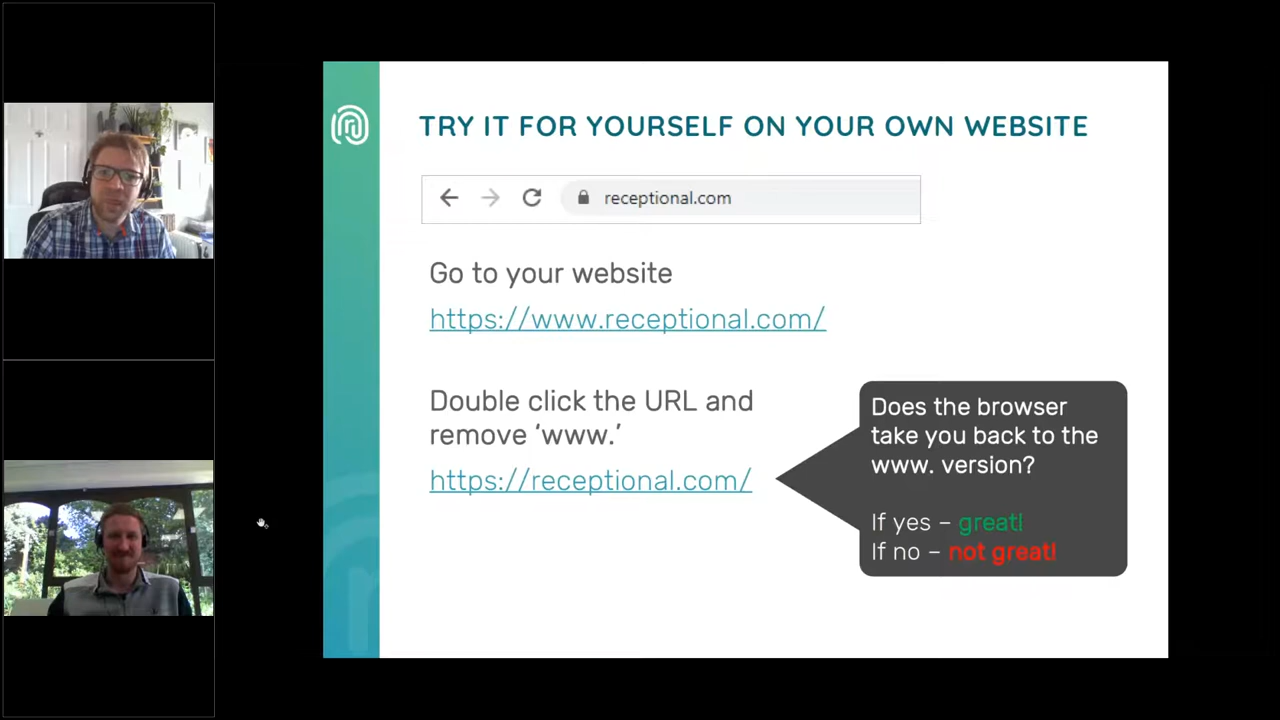 TRY IT FOR YOURSELF ON YOUR OWN WEBSITE
receptional.com
Go to your website
https://www.receptional.com/
Double click the URL and
remove ‘www.’
https://receptional.com/
Does the browser
take you back to the
www. version?
If yes – great!
If no – not great!